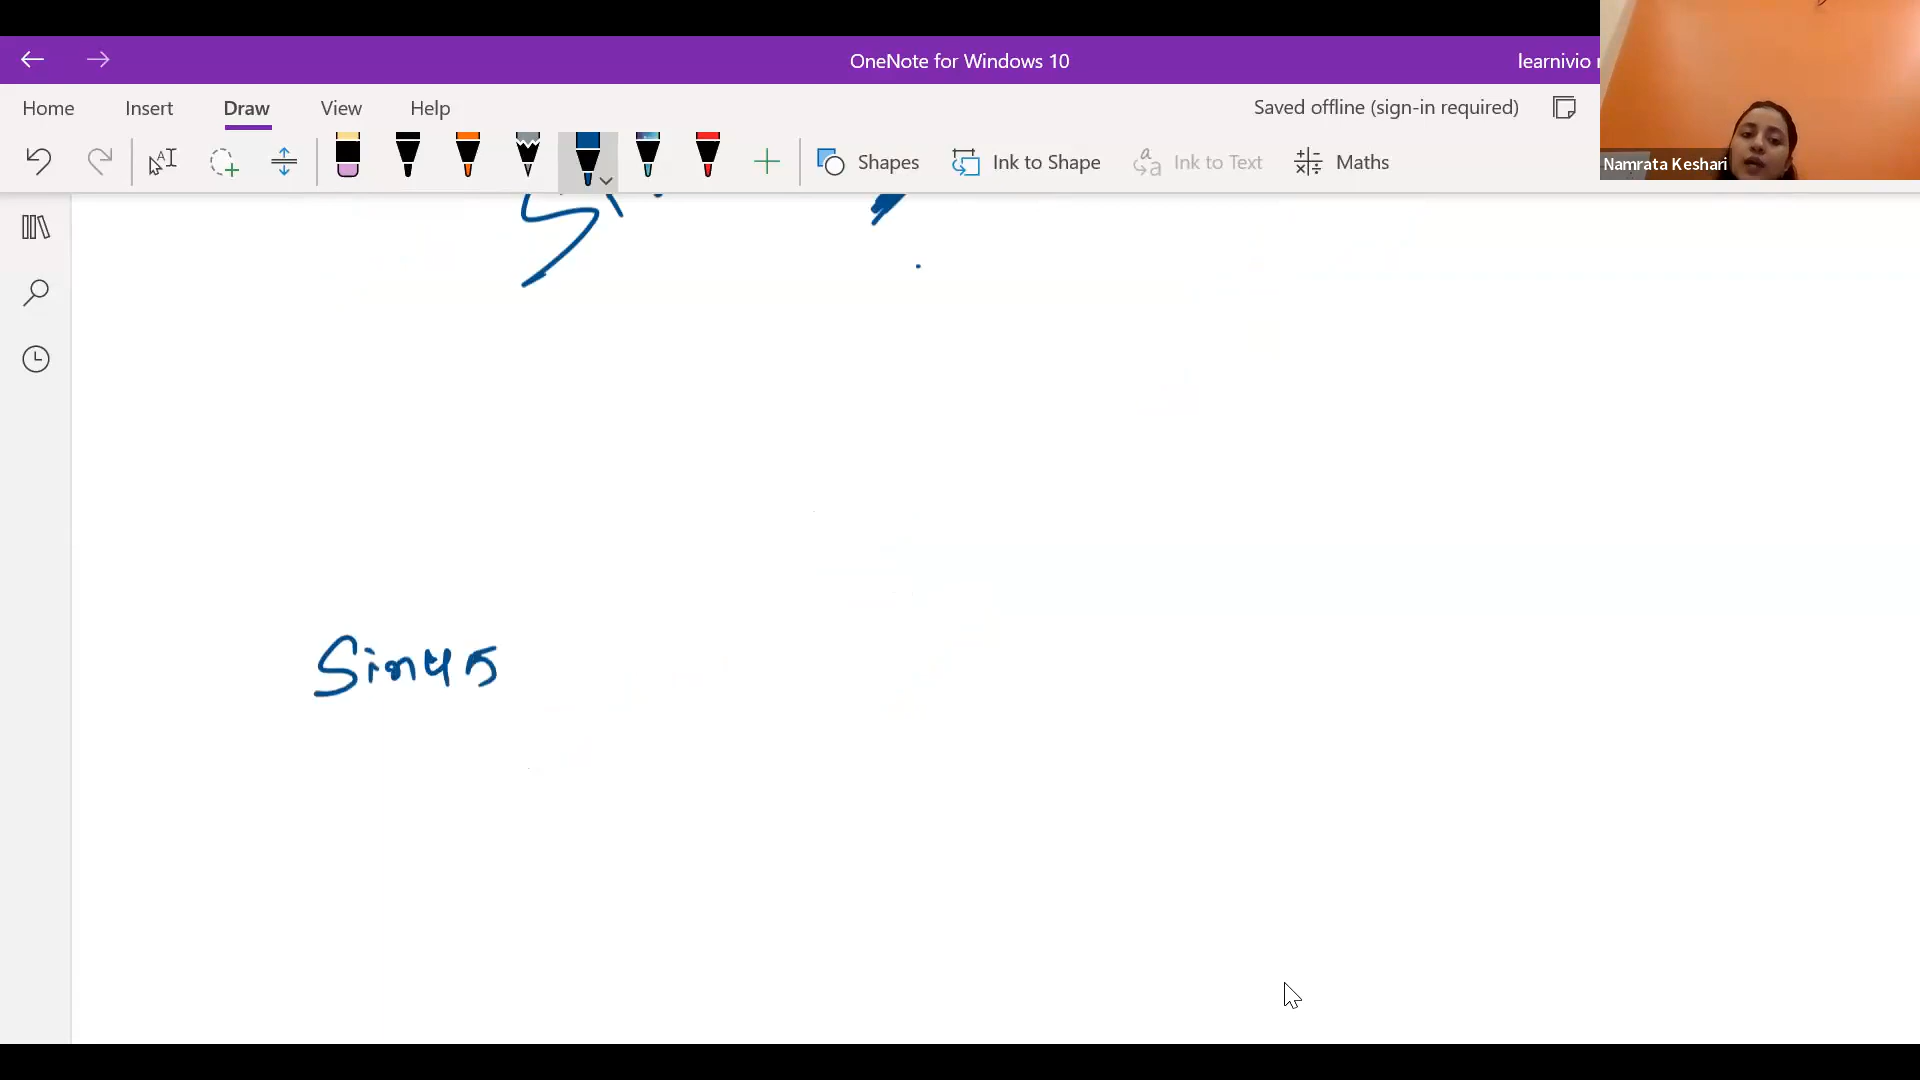 OneNote for Windows 10
learnivio
Home Insert Draw View Help
Saved offline (sign-in required)
Shapes Ink to Shape Ink to Text Maths
Namrata Keshari
Sin45